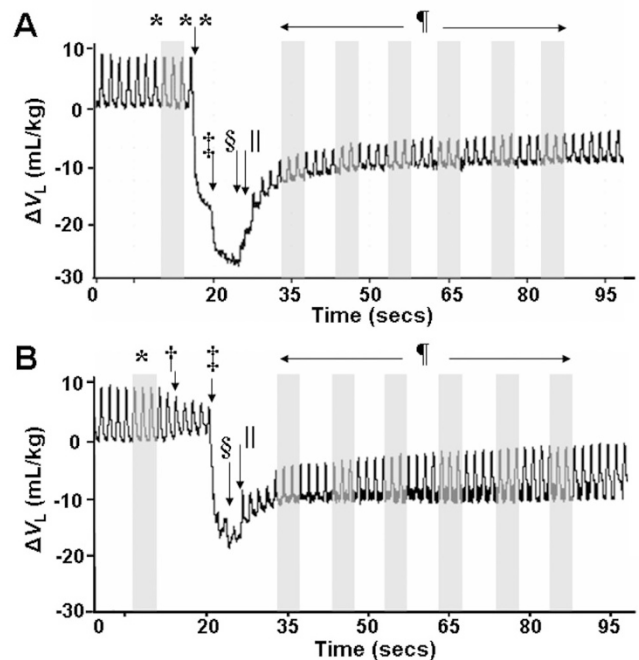 A
* * *
¶
10
0
-10
-20
-30
‡ § ||
ΔVL (mL/kg)
0 20 35 50 65 80 95
Time (secs)
B
* † ‡
¶
10
0
-10
-20
-30
§ ||
ΔVL (mL/kg)
0 20 35 50 65 80 95
Time (secs)